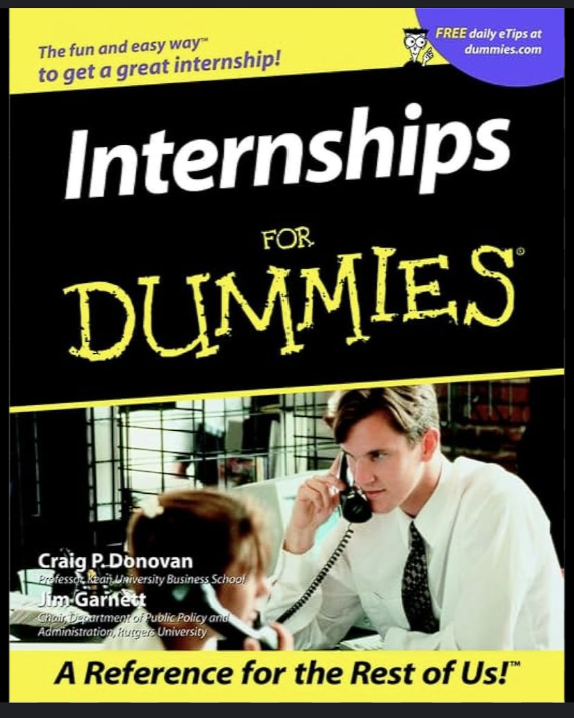 The fun and easy way™
to get a great internship!
FREE daily eTips at
dummies.com
Internships
FOR
DUMMIES®
Craig P. Donovan
Professor, Kean University Business School
Jim Garnett
Chair, Department of Public Policy and
Administration, Rutgers University
A Reference for the Rest of Us!™